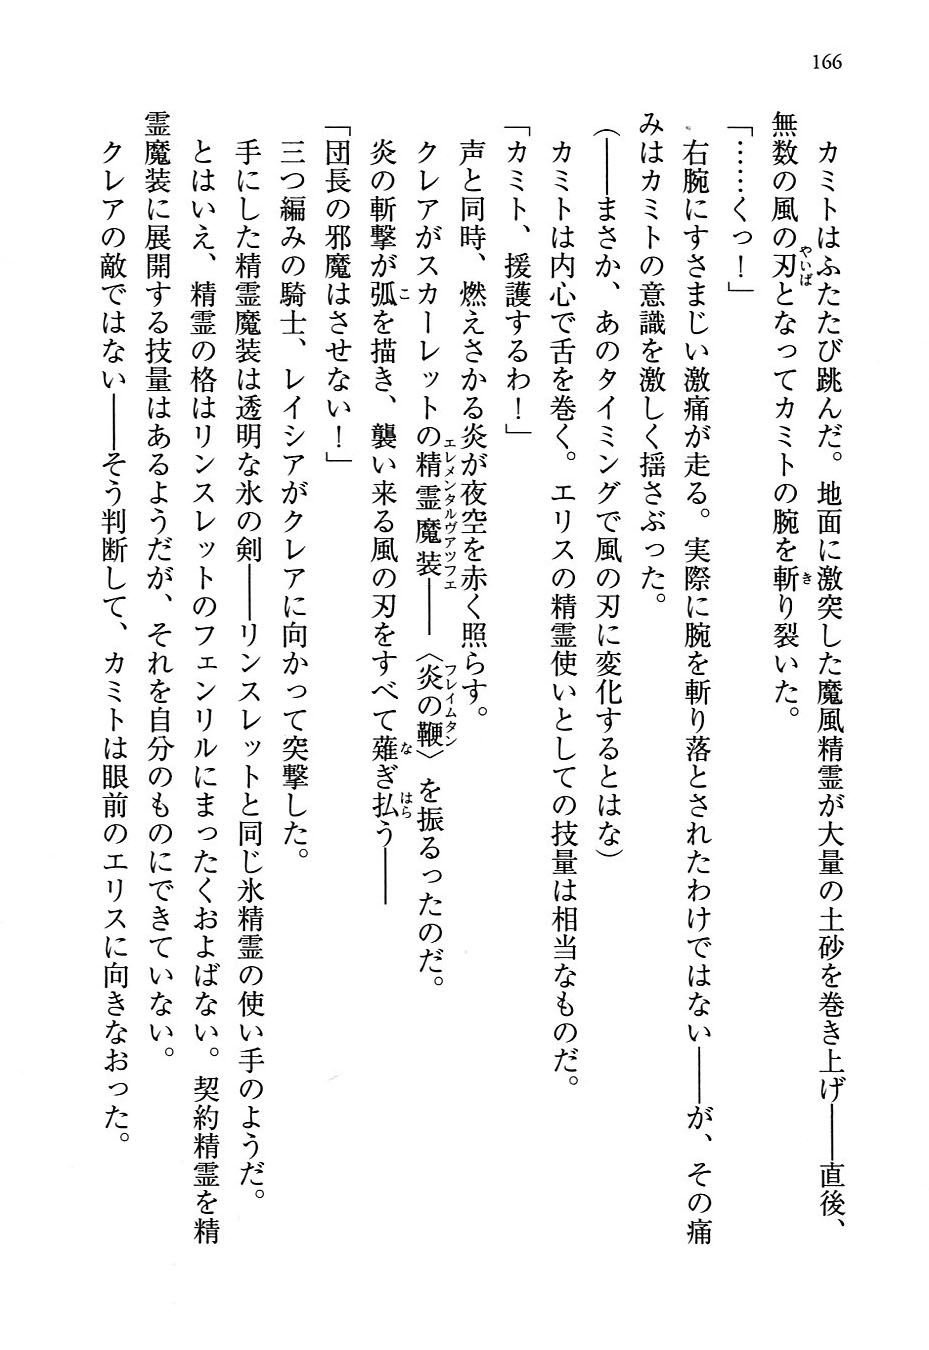 166
カミトはふたたび跳んだ。地面に激突した魔風精霊が大量の土砂を巻き上げ――直後、
無数の風の刃となってカミトの腕を斬り裂いた。
「……くっ！」
右腕にすさまじい激痛が走る。実際に腕を斬り落とされたわけではない――が、その痛
みはカミトの意識を激しく揺さぶった。
（――まさか、あのタイミングで風の刃に変化するとはな）
カミトは内心で舌を巻く。エリスの精霊使いとしての技量は相当なものだ。
「カミト、援護するわ！」
声と同時、燃えさかる炎が夜空を赤く照らす。
クレアがスカーレットの精霊魔装――〈炎の鞭〉を振るったのだ。
炎の斬撃が弧を描き、襲い来る風の刃をすべて薙ぎ払う――
「団長の邪魔はさせない！」
三つ編みの騎士、レイシアがクレアに向かって突撃した。
手にした精霊魔装は透明な氷の剣――リンスレットと同じ氷精霊の使い手のようだ。
とはいえ、精霊の格はリンスレットのフェンリルにまったくおよばない。契約精霊を精
霊魔装に展開する技量はあるようだが、それを自分のものにできていない。
クレアの敵ではない――そう判断して、カミトは眼前のエリスに向きなおった。